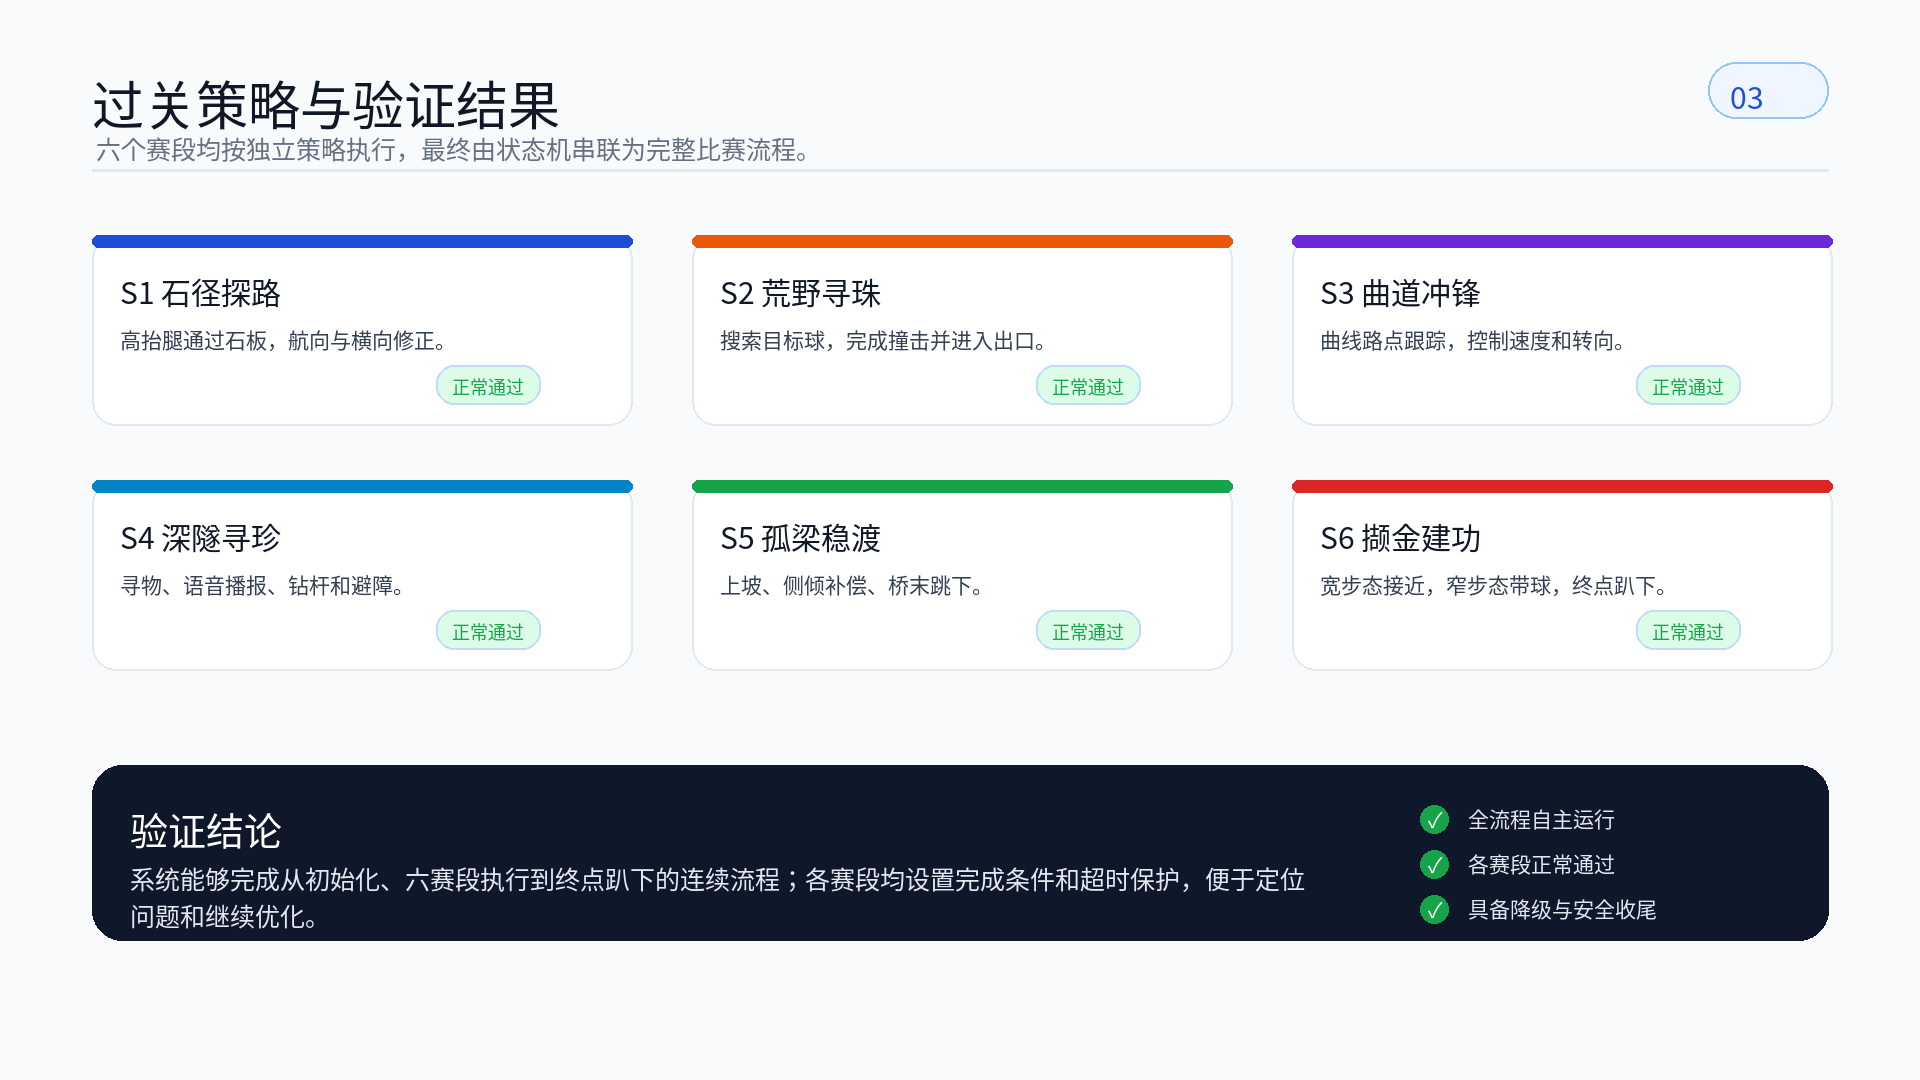 过关策略与验证结果
03
六个赛段均按独立策略执行，最终由状态机串联为完整比赛流程。
S1 石径探路
高抬腿通过石板，航向与横向修正。
正常通过
S2 荒野寻珠
搜索目标球，完成撞击并进入出口。
正常通过
S3 曲道冲锋
曲线路点跟踪，控制速度和转向。
正常通过
S4 深隧寻珍
寻物、语音播报、钻杆和避障。
正常通过
S5 孤梁稳渡
上坡、侧倾补偿、桥末跳下。
正常通过
S6 撷金建功
宽步态接近，窄步态带球，终点趴下。
正常通过
验证结论
系统能够完成从初始化、六赛段执行到终点趴下的连续流程；各赛段均设置完成条件和超时保护，便于定位
问题和继续优化。
✓ 全流程自主运行
✓ 各赛段正常通过
✓ 具备降级与安全收尾